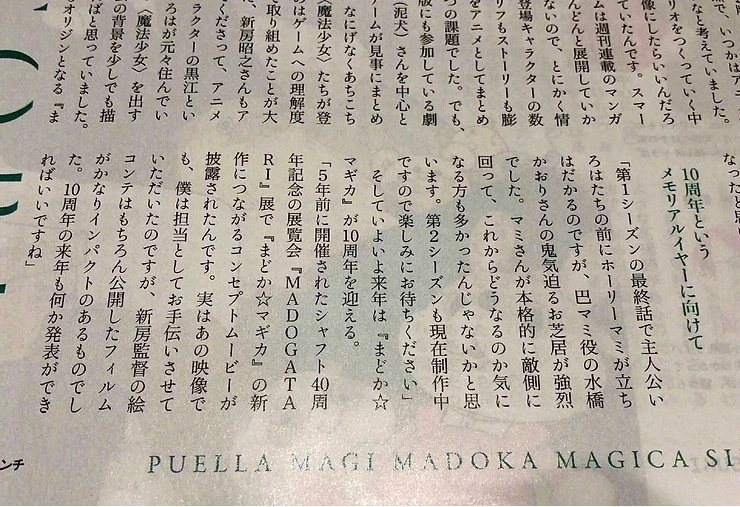 で、いつかはアニ
なと考えていました。
リオをつくっていく中
像にしたらいいんだろ
ていたんです。スマー
ムは週刊連載のマンガ
んどんと展開していか
ないので、とにかく情
登場キャラクターの数
リフもストーリーも膨
をアニメとしてまとめ
つの課題でした。でも、
版にも参加している劇
（泥犬）さんを中心と
ームが見事にまとめ
なにげなくあちこち
〈魔法少女〉たちが登
のはゲームへの理解度
取り組めたことが大
、新房昭之さんもア
くださって、アニメ
ラクターの黒江とい
ろはが元々住んでい
〈魔法少女〉を出す
の背景を少しでも描
ばと思っていました。
オリジンとなる『ま
なったと思
10周年という
メモリアルイヤーに向けて
「第1シーズンの最終話で主人公い
ろはたちの前にホーリーマミが立ち
はだかるのですが、巴マミ役の水橋
かおりさんの鬼気迫るお芝居が強烈
でした。マミさんが本格的に敵側に
回って、これからどうなるのか気に
なる方も多かったんじゃないかと思
います。第2シーズンも現在制作中
ですので楽しみにお待ちください」
そしていよいよ来年は『まどか☆
マギカ』が10周年を迎える。
「5年前に開催されたシャフト40周
年記念の展覧会『MADOGATA
RI』展で『まどか☆マギカ』の新
作につながるコンセプトムービーが
披露されたんです。実はあの映像で
も、僕は担当としてお手伝いさせて
いただいたのですが、新房監督の絵
コンテはもちろん公開したフィルム
がかなりインパクトのあるものでし
た。10周年の来年も何か発表ができ
ればいいですね」
ンチ
PUELLA MAGI MADOKA MAGICA SI